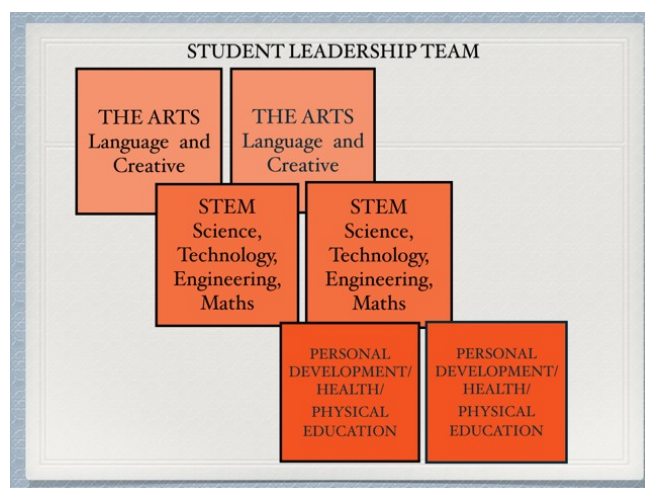 STUDENT LEADERSHIP TEAM
THE ARTS
Language and
Creative
THE ARTS
Language and
Creative
STEM
Science,
Technology,
Engineering,
Maths
STEM
Science,
Technology,
Engineering,
Maths
PERSONAL
DEVELOPMENT/
HEALTH/
PHYSICAL
EDUCATION
PERSONAL
DEVELOPMENT/
HEALTH/
PHYSICAL
EDUCATION